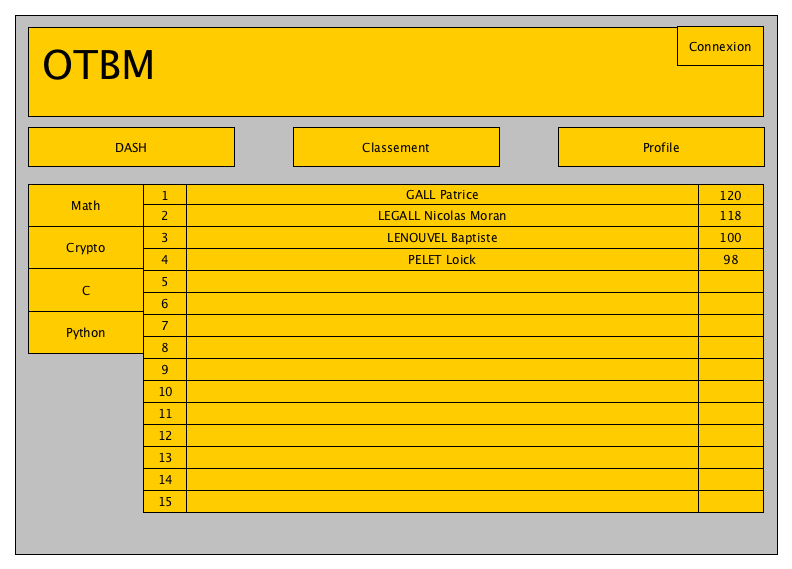 Connexion
OTBM
DASH Classement Profile
Math
Crypto
C
Python
1 GALL Patrice 120
2 LEGALL Nicolas Moran 118
3 LENOUVEL Baptiste 100
4 PELET Loick 98
5
6
7
8
9
10
11
12
13
14
15